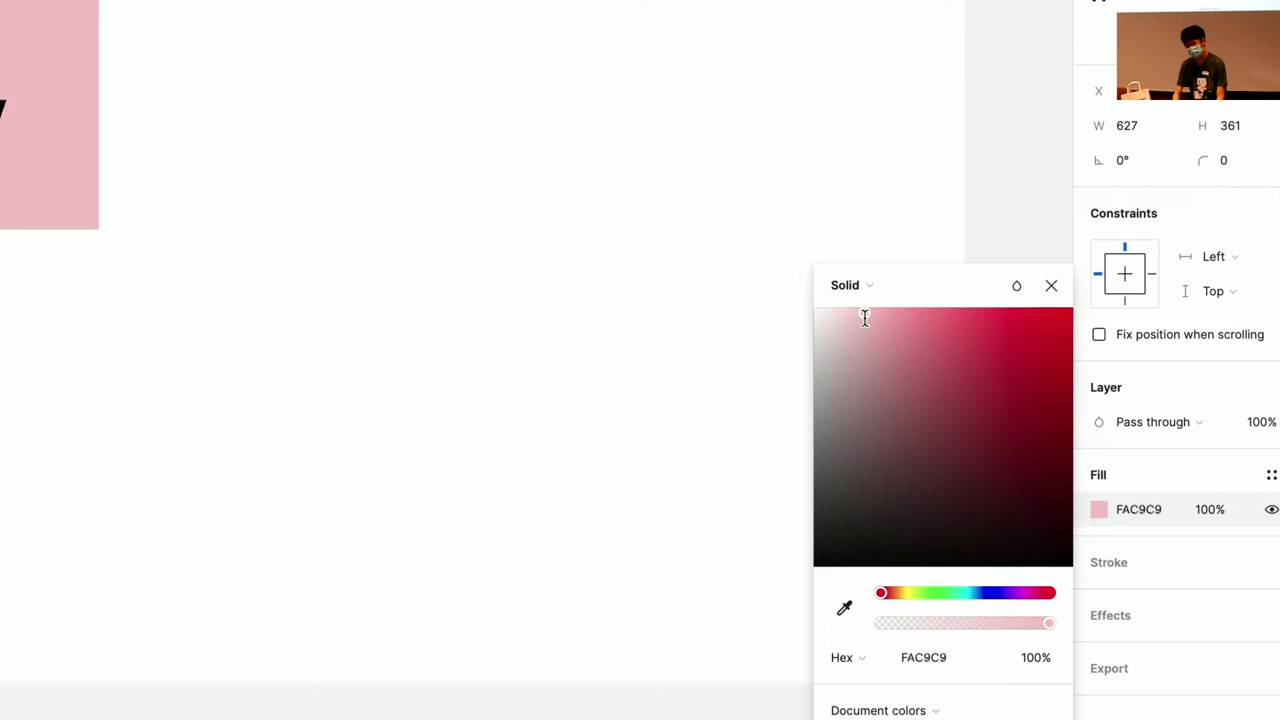 X
W 627 H 361
0° 0
Constraints
Left
Top
Fix position when scrolling
Layer
Pass through 100%
Fill
FAC9C9 100%
Stroke
Effects
Export
Solid
Hex FAC9C9 100%
Document colors